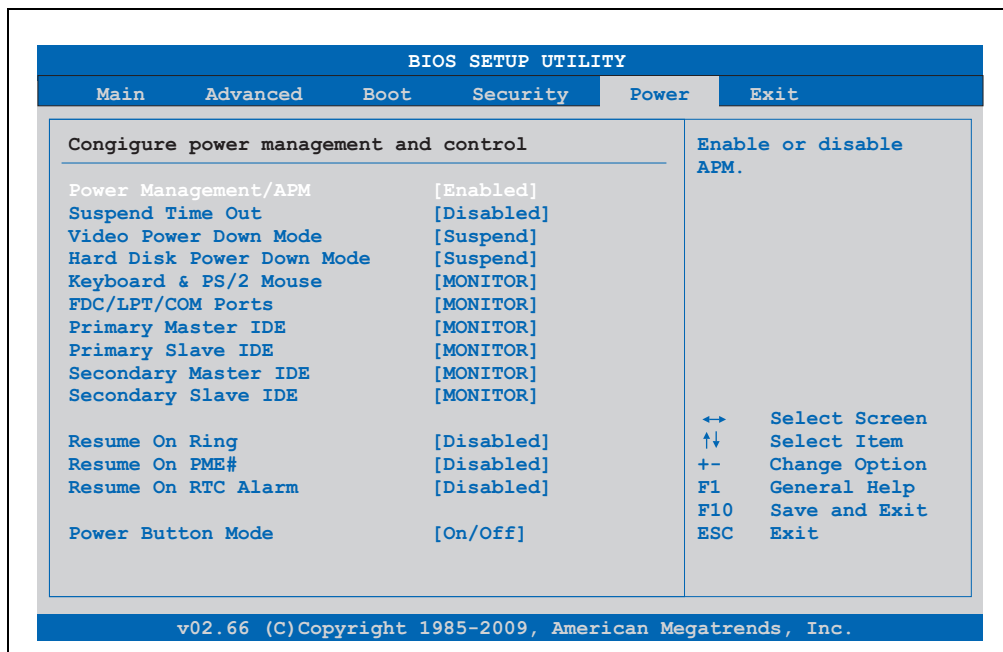 BIOS SETUP UTILITY
Main Advanced Boot Security Power Exit
Congigure power management and control
Power Management/APM [Enabled]
Suspend Time Out [Disabled]
Video Power Down Mode [Suspend]
Hard Disk Power Down Mode [Suspend]
Keyboard & PS/2 Mouse [MONITOR]
FDC/LPT/COM Ports [MONITOR]
Primary Master IDE [MONITOR]
Primary Slave IDE [MONITOR]
Secondary Master IDE [MONITOR]
Secondary Slave IDE [MONITOR]
Resume On Ring [Disabled]
Resume On PME# [Disabled]
Resume On RTC Alarm [Disabled]
Power Button Mode [On/Off]
Enable or disable
APM.
↔ Select Screen
↑↓ Select Item
+- Change Option
F1 General Help
F10 Save and Exit
ESC Exit
v02.66 (C)Copyright 1985-2009, American Megatrends, Inc.